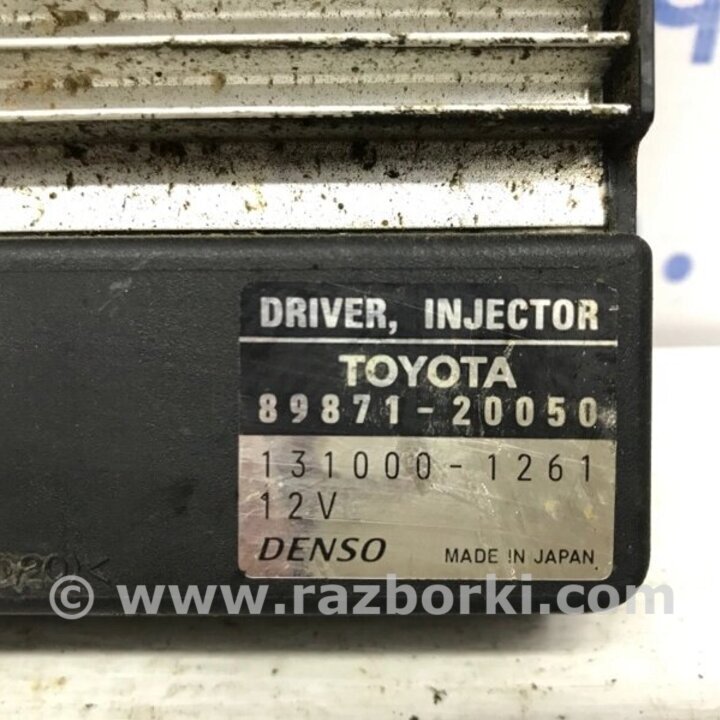 DRIVER, INJECTOR
TOYOTA
89871-20050
131000-1261
12V
DENSO MADE IN JAPAN
© www.razborki.com